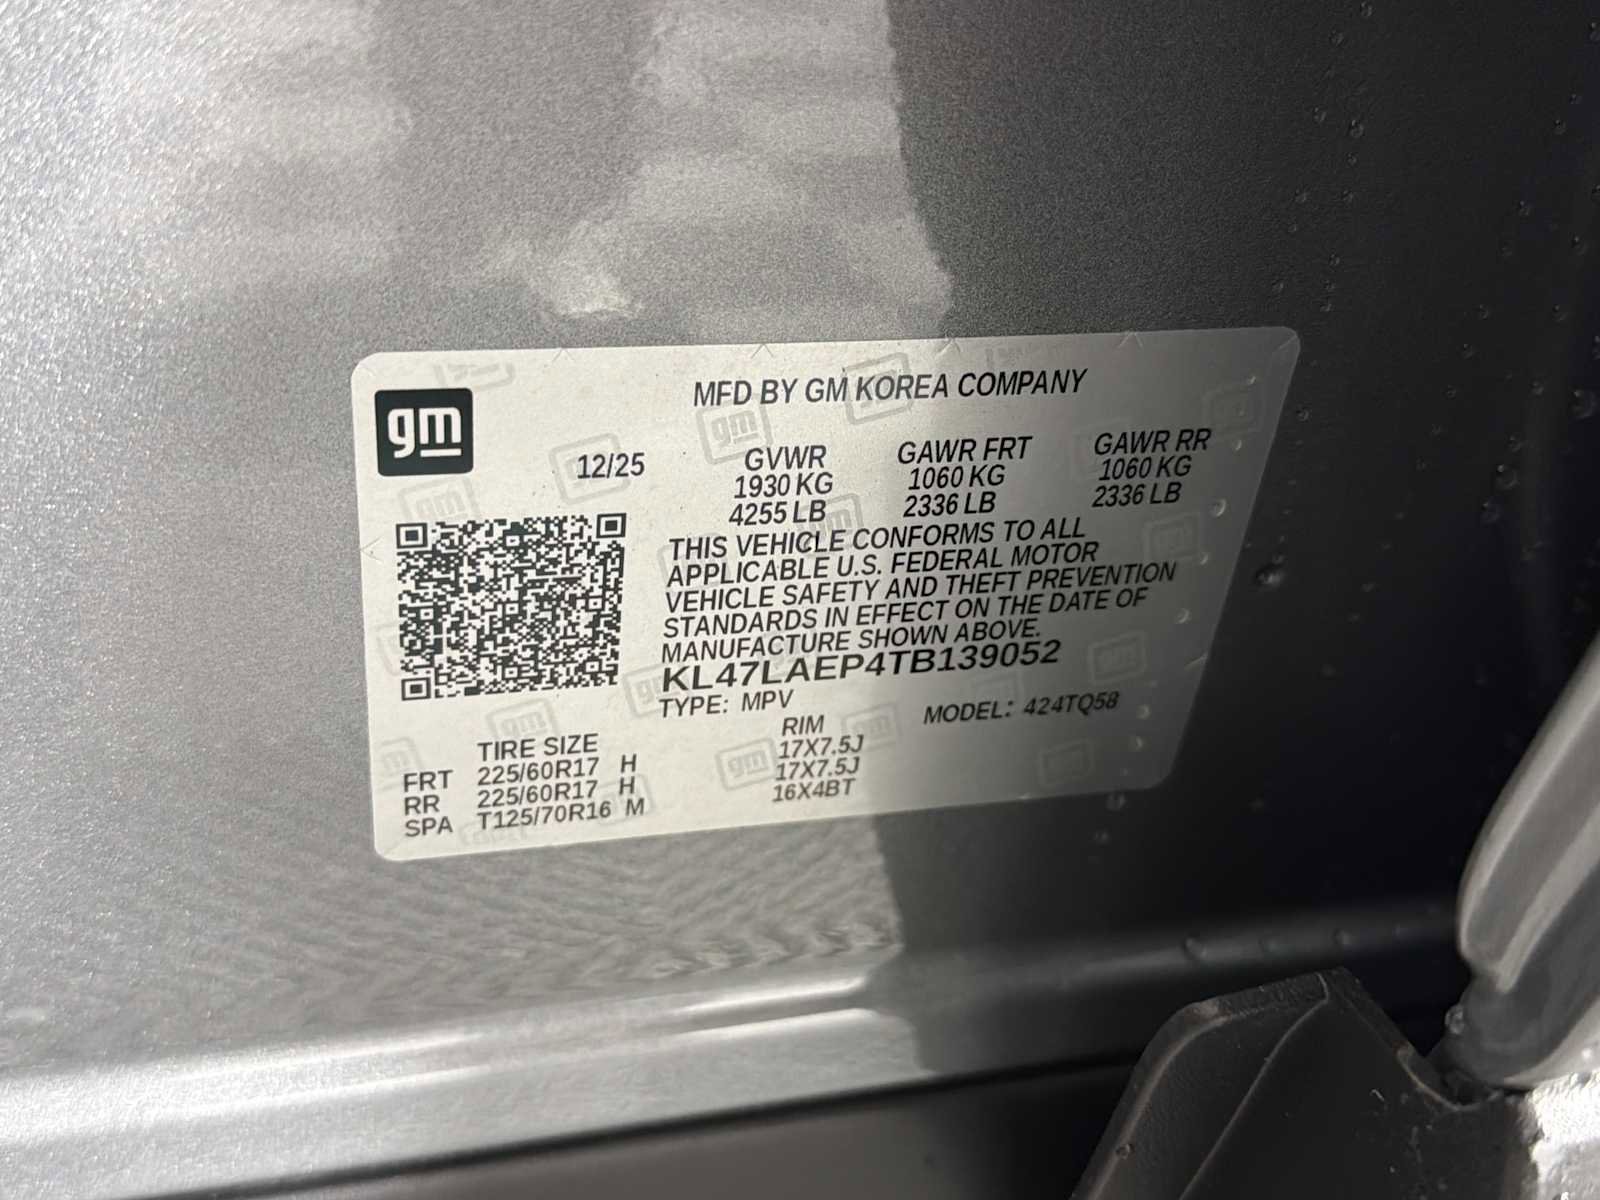 gm
MFD BY GM KOREA COMPANY
12/25
GVWR GAWR FRT GAWR RR
1930 KG 1060 KG 1060 KG
4255 LB 2336 LB 2336 LB
THIS VEHICLE CONFORMS TO ALL
APPLICABLE U.S. FEDERAL MOTOR
VEHICLE SAFETY AND THEFT PREVENTION
STANDARDS IN EFFECT ON THE DATE OF
MANUFACTURE SHOWN ABOVE.
KL47LAEP4TB139052
TYPE: MPV MODEL: 424TQ58
TIRE SIZE RIM
FRT 225/60R17 H 17X7.5J
RR 225/60R17 H 17X7.5J
SPA T125/70R16 M 16X4BT